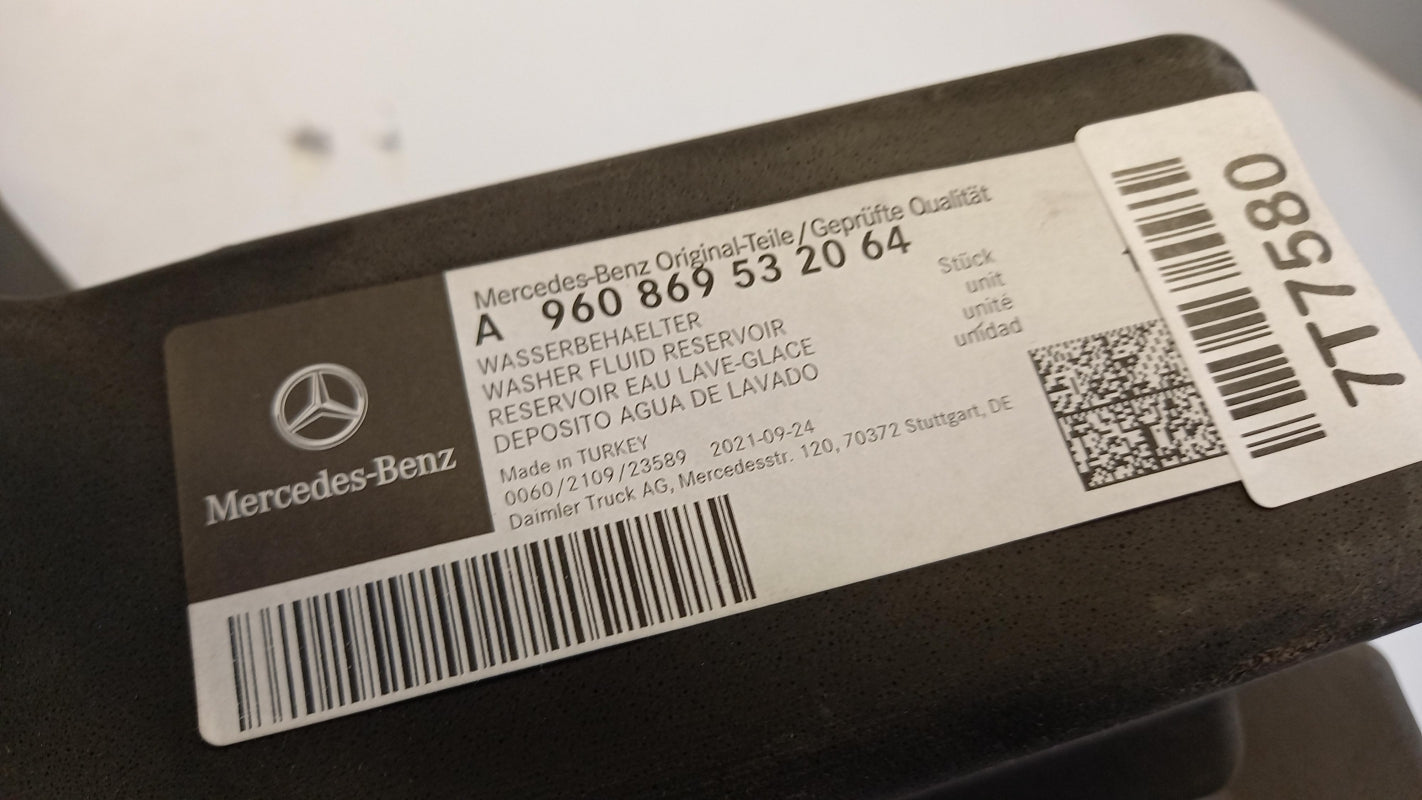 Mercedes-Benz
Mercedes-Benz Original-Teile/Geprüfte Qualität
A 960 869 53 20 64
WASSERBEHAELTER
WASHER FLUID RESERVOIR
RESERVOIR EAU LAVE-GLACE
DEPOSITO AGUA DE LAVADO
Stück
unit
unité
unidad
Made in TURKEY
0060/2109/23589 2021-09-24
Daimler Truck AG, Mercedesstr. 120, 70372 Stuttgart, DE
7T7580